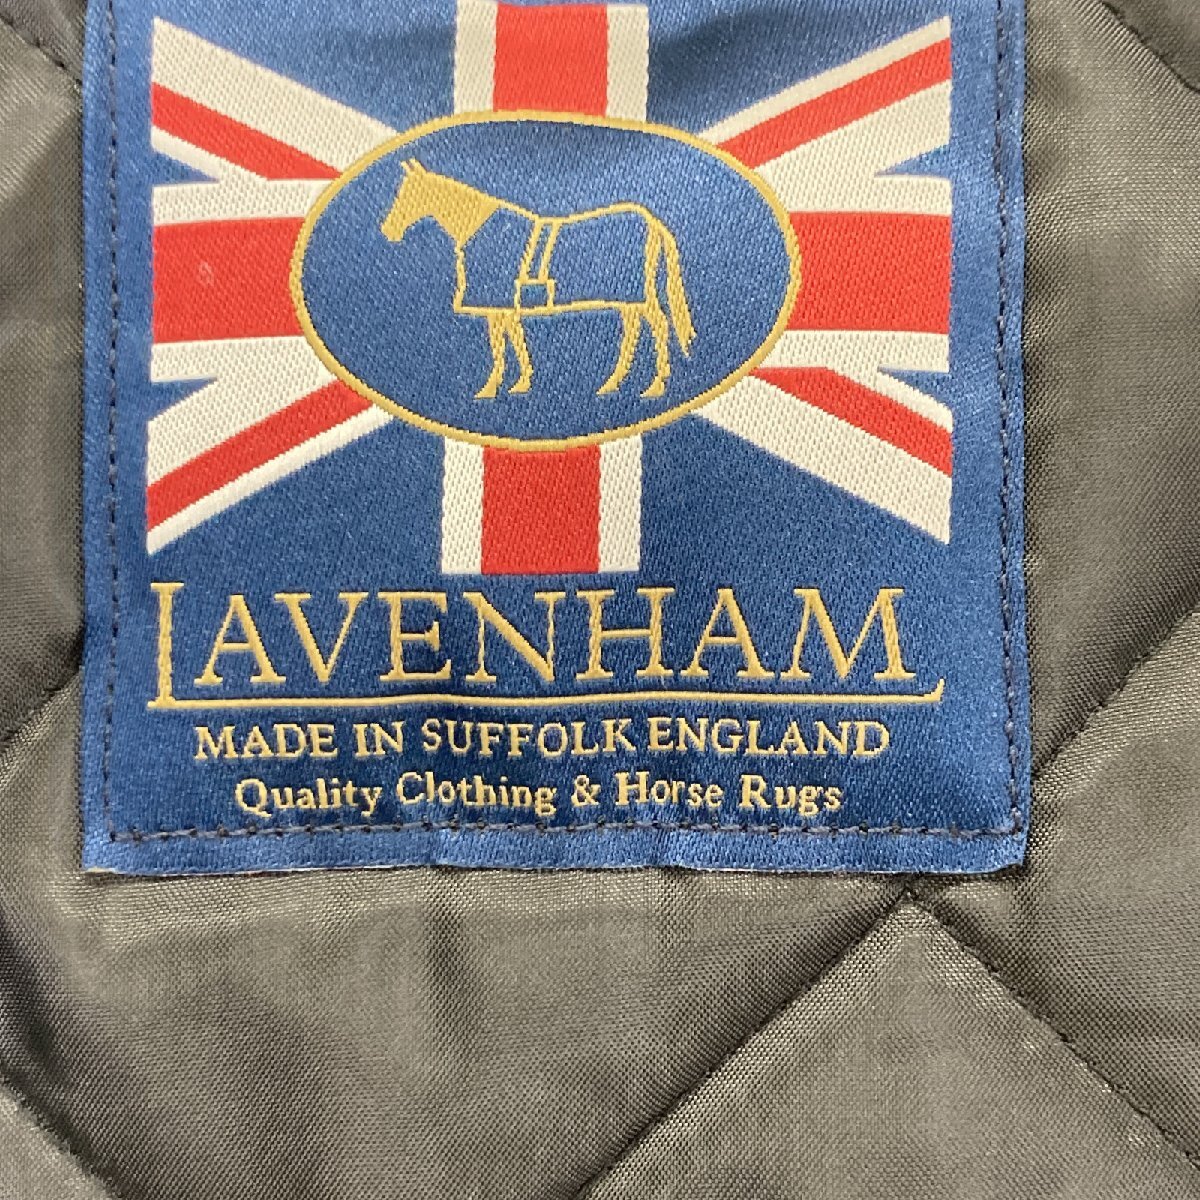 LAVENHAM
MADE IN SUFFOLK ENGLAND
Quality Clothing & Horse Rugs